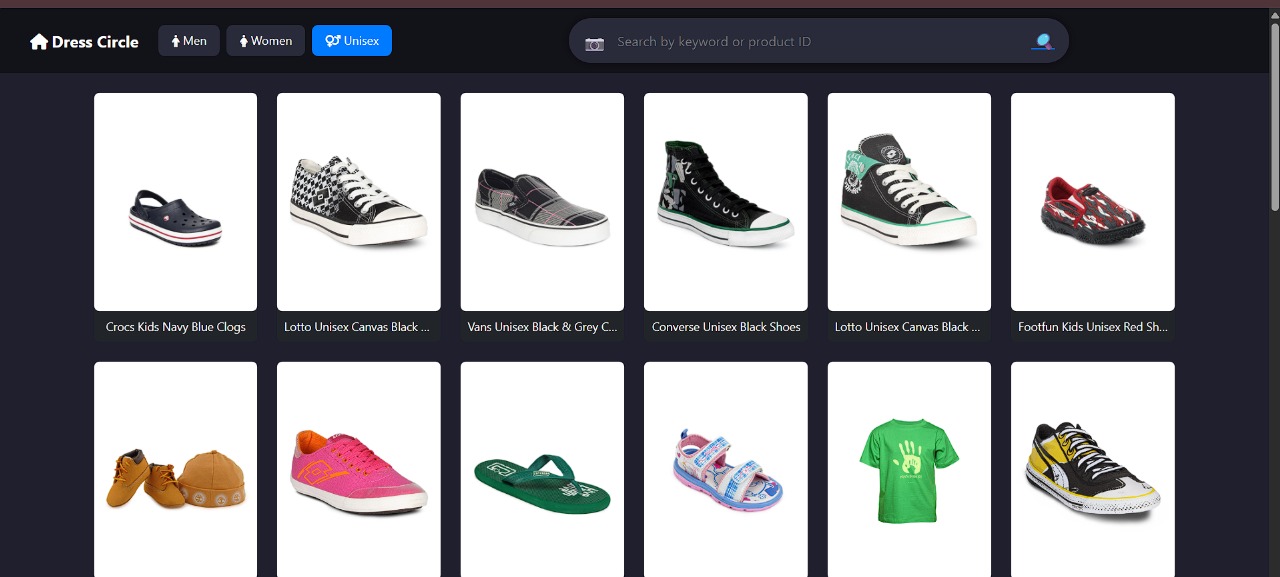 Dress Circle
Men
Women
Unisex
Search by keyword or product ID
Crocs Kids Navy Blue Clogs
Lotto Unisex Canvas Black ...
Vans Unisex Black & Grey C...
Converse Unisex Black Shoes
Lotto Unisex Canvas Black ...
Footfun Kids Unisex Red Sh...